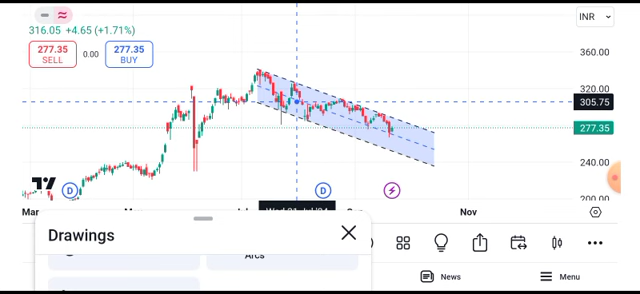 INR
316.05 +4.65 (+1.71%)
277.35
SELL
0.00
277.35
BUY
360.00
320.00
305.75
277.35
240.00
200.00
D
D
Mar
Nov
Drawings
Arcs
News
Menu